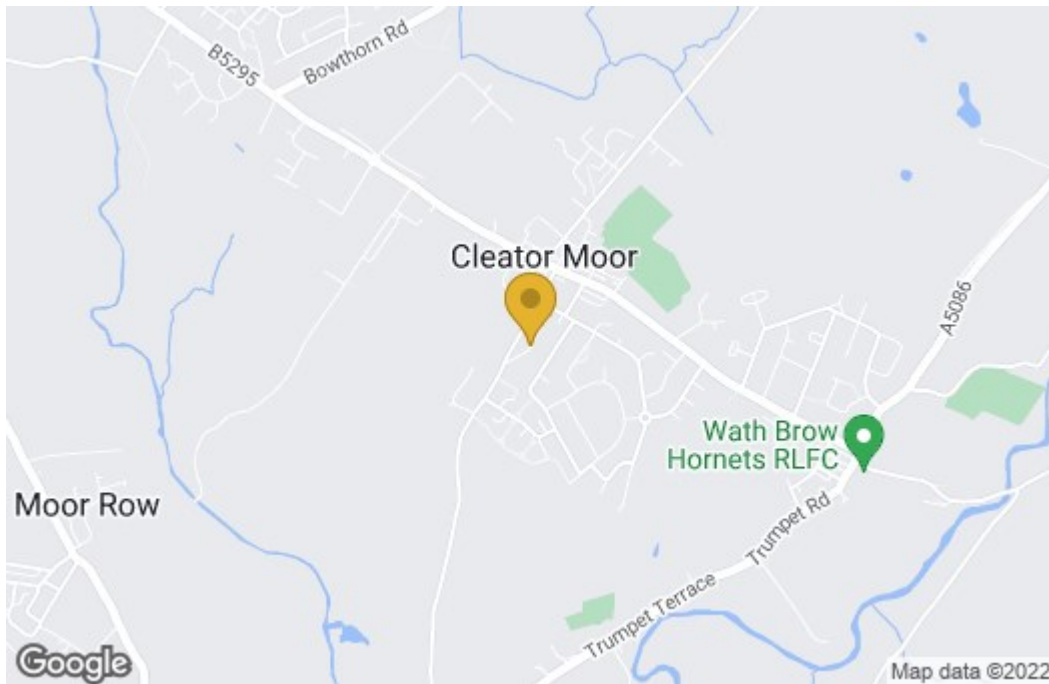 B5295
Bowthorn Rd
Cleator Moor
A5086
Wath Brow
Hornets RLFC
Moor Row
Trumpet Rd
Trumpet Terrace
Google
Map data ©2022